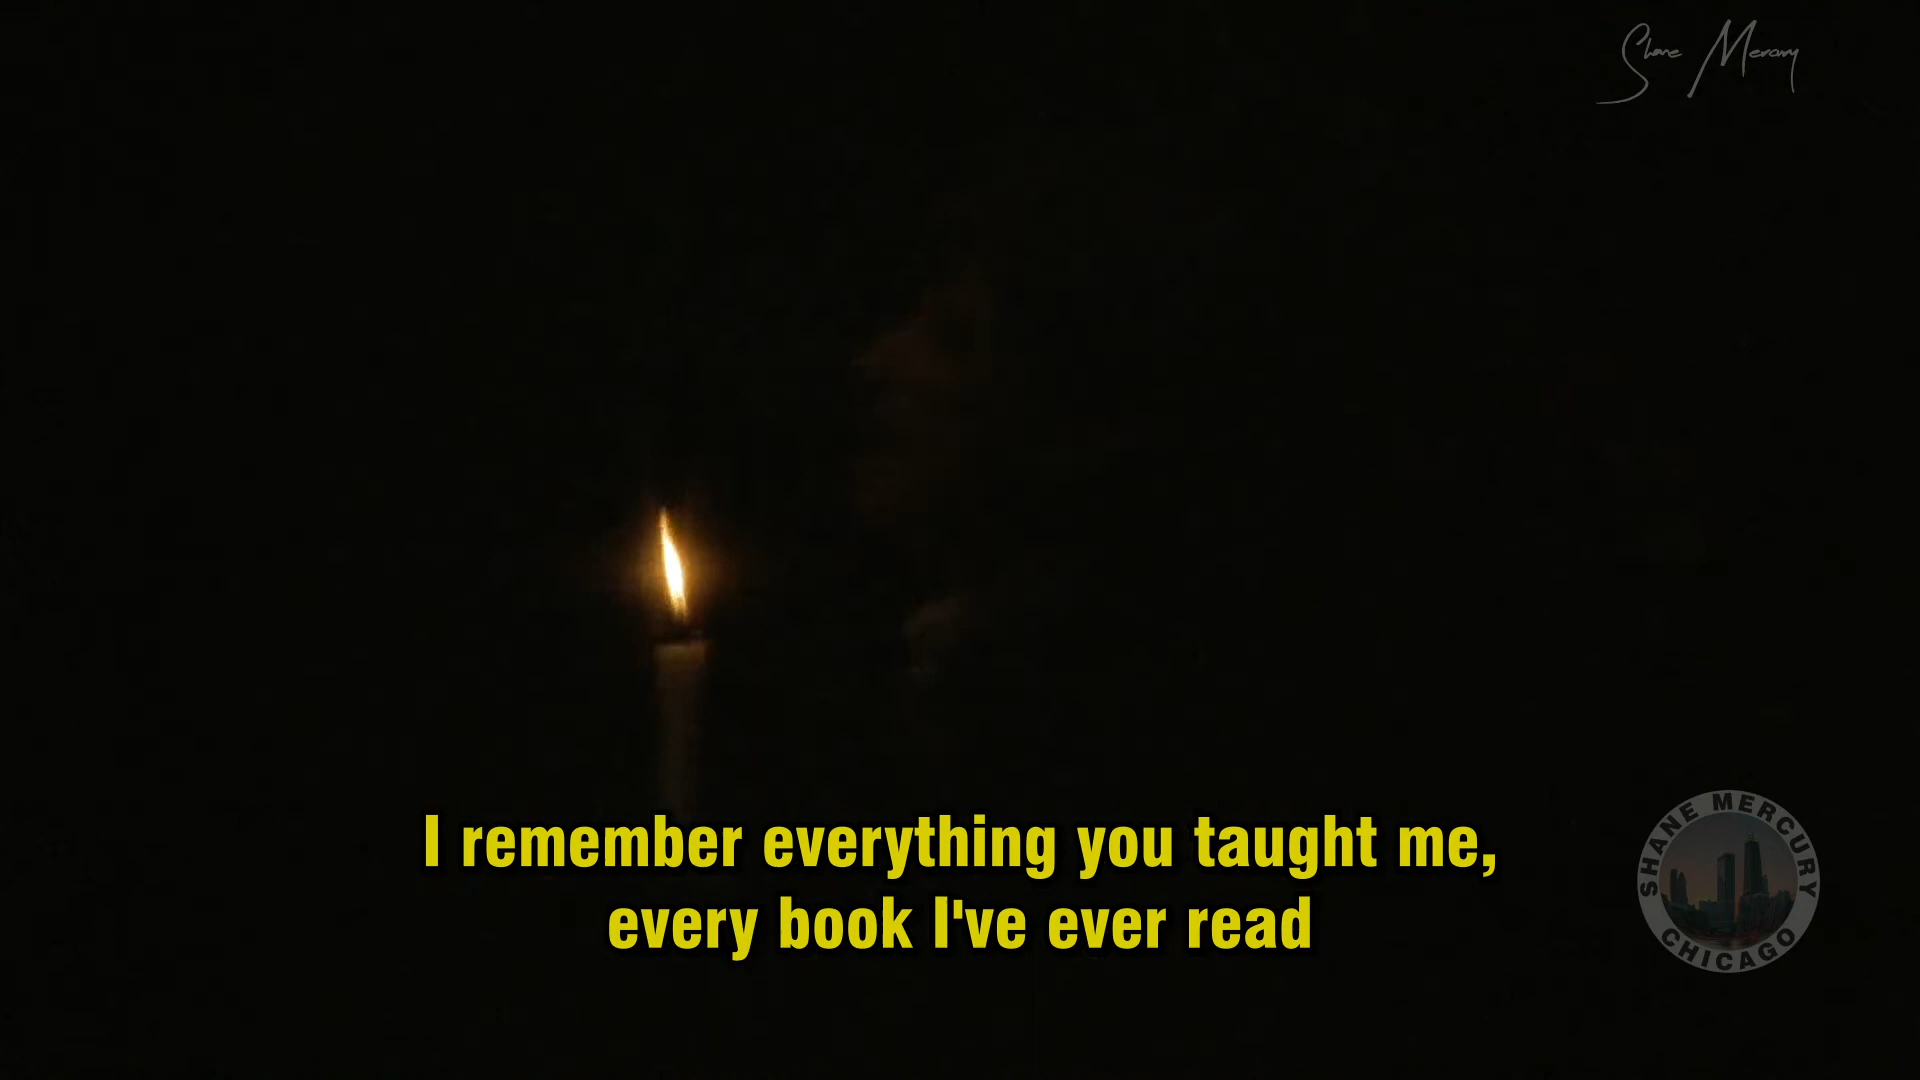 Shane Mercury
I remember everything you taught me,
every book I've ever read
SHANE MERCURY
CHICAGO